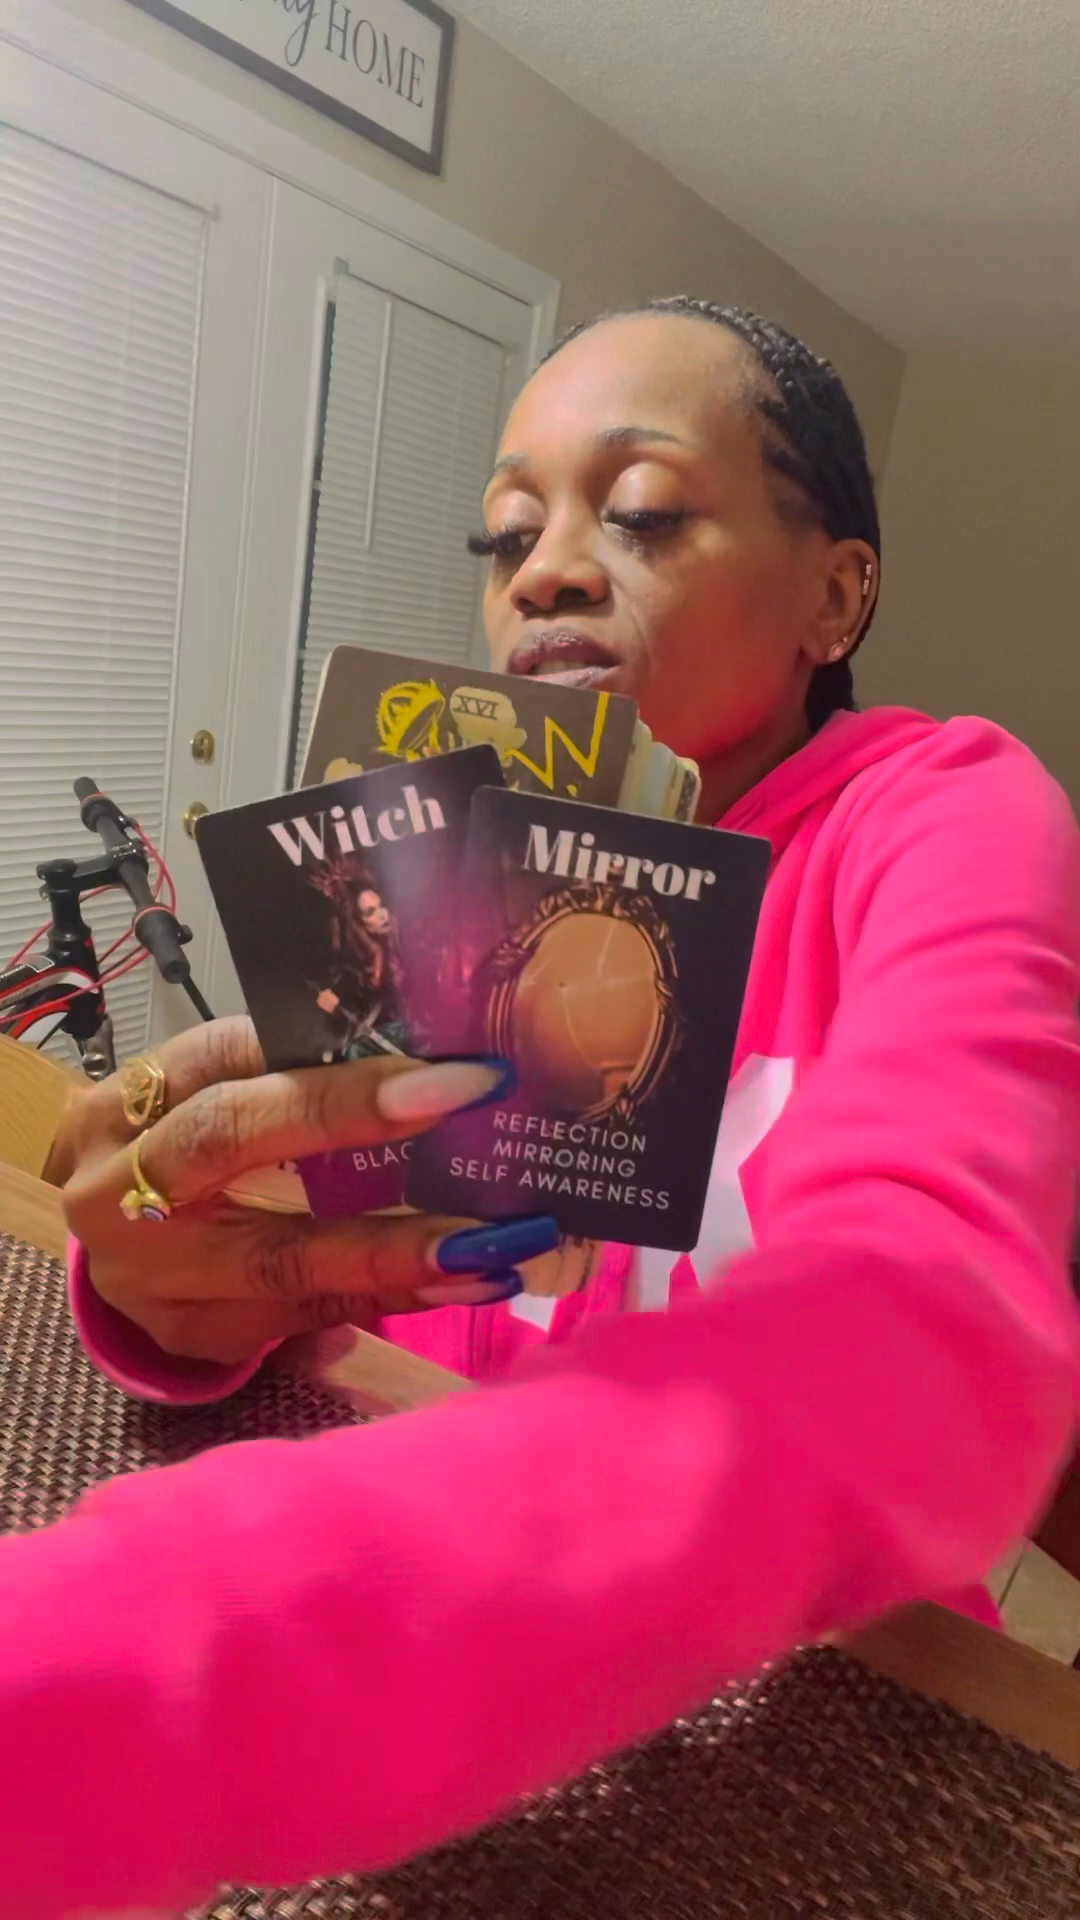 HOME
XVI
Witch
Mirror
BLAC
REFLECTION
MIRRORING
SELF AWARENESS